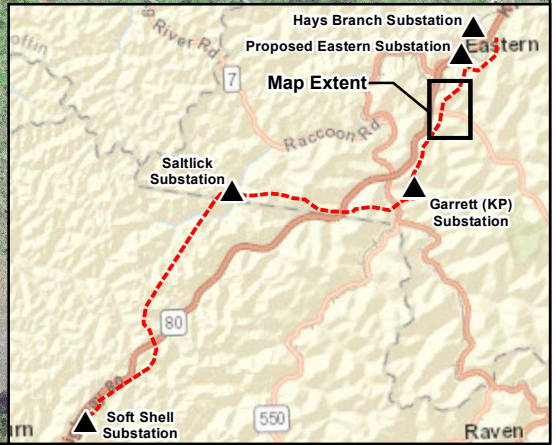 Hays Branch Substation
Proposed Eastern Substation
Eastern
Map Extent
7
River Rd
Raccoon Rd
Saltlick
Substation
Garrett (KP)
Substation
80
Soft Shell
Substation
550
Raven